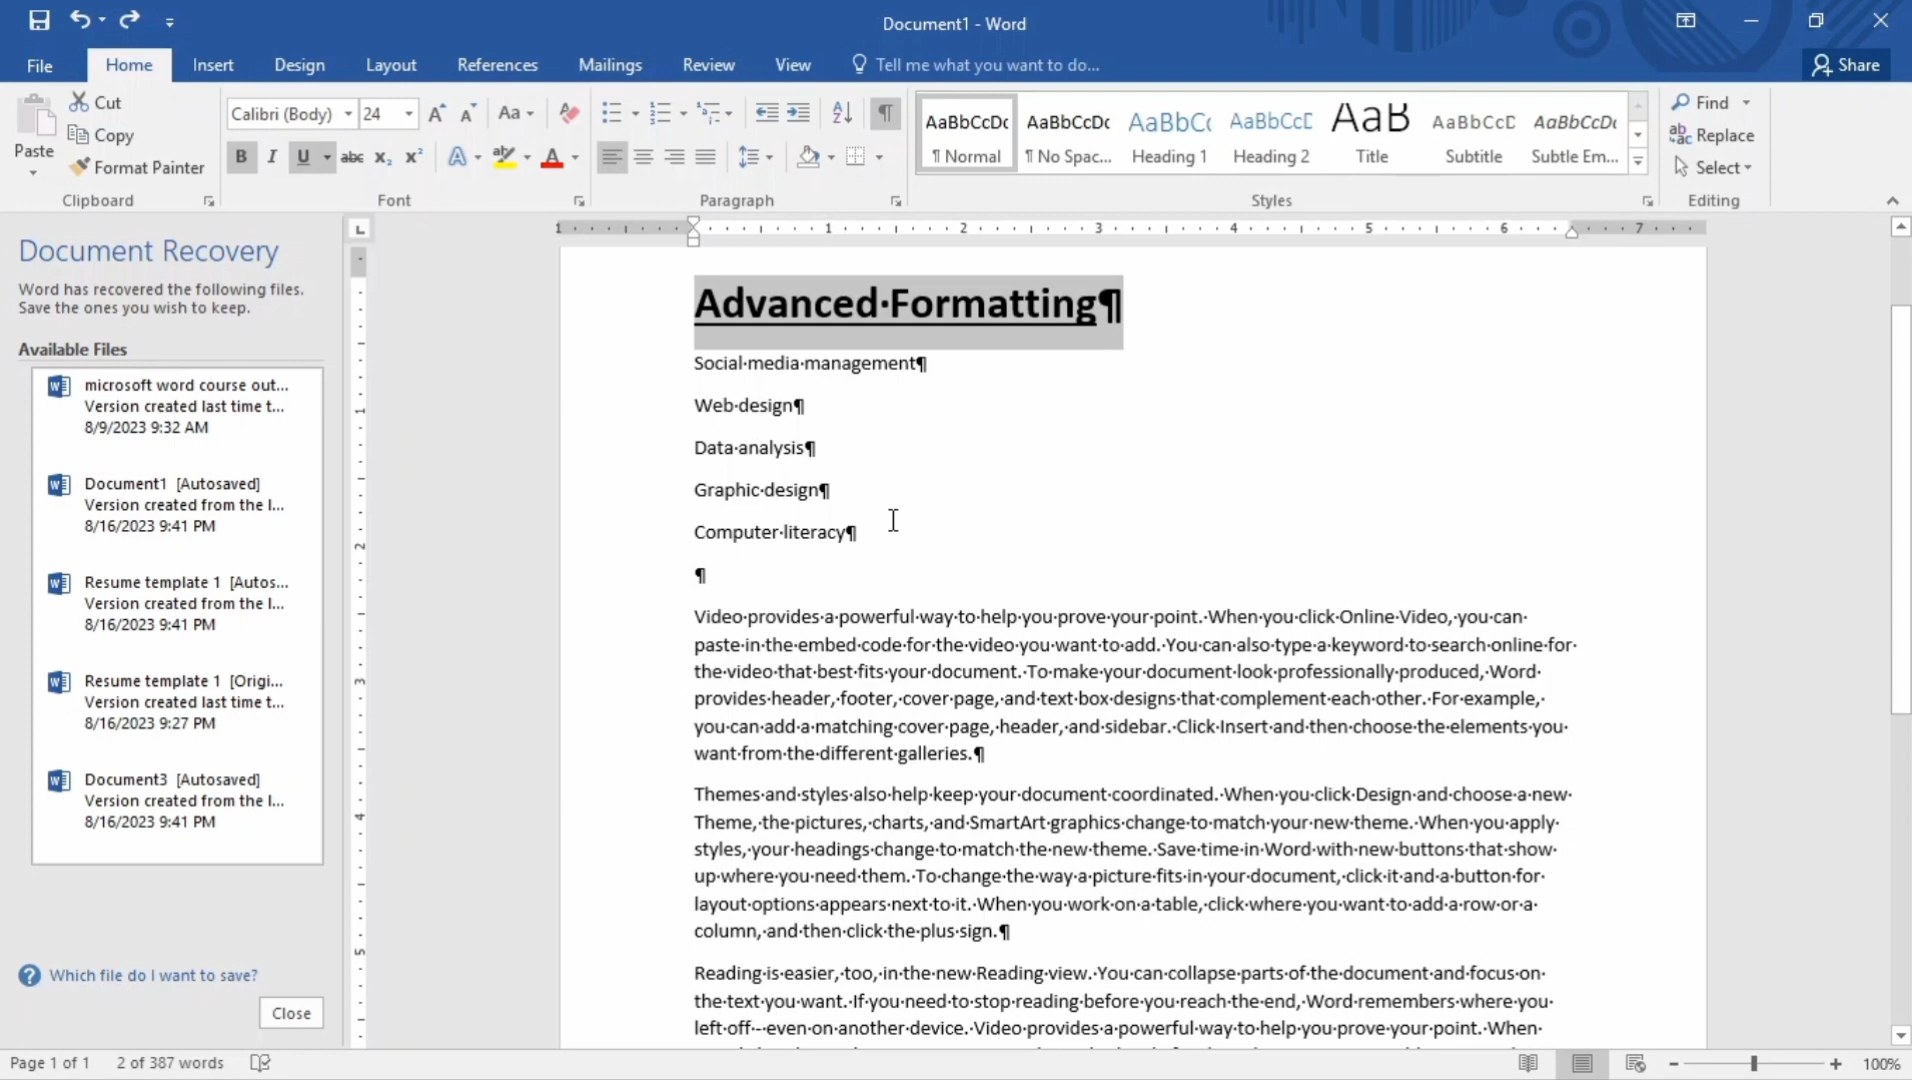 Document1 - Word
File Home Insert Design Layout References Mailings Review View Tell me what you want to do... Share
Paste
Cut
Copy
Format Painter
Clipboard
Calibri (Body) 24
Font
Paragraph
AaBbCcDc AaBbCcDc AaBbCc AaBbCcE AaB AaBbCcD AaBbCcDc
¶ Normal ¶ No Spac... Heading 1 Heading 2 Title Subtitle Subtle Em...
Styles
Find
Replace
Select
Editing
Document Recovery
Word has recovered the following files.
Save the ones you wish to keep.
Available Files
microsoft word course out...
Version created last time t...
8/9/2023 9:32 AM
Document1 [Autosaved]
Version created from the l...
8/16/2023 9:41 PM
Resume template 1 [Autos...
Version created from the l...
8/16/2023 9:41 PM
Resume template 1 [Origi...
Version created last time t...
8/16/2023 9:27 PM
Document3 [Autosaved]
Version created from the l...
8/16/2023 9:41 PM
Which file do I want to save?
Close
1 1 2 3 4 5 6 7
1
2
3
4
5
Advanced·Formatting¶
Social·media·management¶
Web·design¶
Data·analysis¶
Graphic·design¶
Computer·literacy¶
¶
Video·provides·a·powerful·way·to·help·you·prove·your·point.·When·you·click·Online·Video,·you·can·
paste·in·the·embed·code·for·the·video·you·want·to·add.·You·can·also·type·a·keyword·to·search·online·for·
the·video·that·best·fits·your·document.·To·make·your·document·look·professionally·produced,·Word·
provides·header,·footer,·cover·page,·and·text·box·designs·that·complement·each·other.·For·example,·
you·can·add·a·matching·cover·page,·header,·and·sidebar.·Click·Insert·and·then·choose·the·elements·you·
want·from·the·different·galleries.¶
Themes·and·styles·also·help·keep·your·document·coordinated.·When·you·click·Design·and·choose·a·new·
Theme,·the·pictures,·charts,·and·SmartArt·graphics·change·to·match·your·new·theme.·When·you·apply·
styles,·your·headings·change·to·match·the·new·theme.·Save·time·in·Word·with·new·buttons·that·show·
up·where·you·need·them.·To·change·the·way·a·picture·fits·in·your·document,·click·it·and·a·button·for·
layout·options·appears·next·to·it.·When·you·work·on·a·table,·click·where·you·want·to·add·a·row·or·a·
column,·and·then·click·the·plus·sign.¶
Reading·is·easier,·too,·in·the·new·Reading·view.·You·can·collapse·parts·of·the·document·and·focus·on·
the·text·you·want.·If·you·need·to·stop·reading·before·you·reach·the·end,·Word·remembers·where·you·
left·off·--·even·on·another·device.·Video·provides·a·powerful·way·to·help·you·prove·your·point.·When·
Page 1 of 1 2 of 387 words 100%